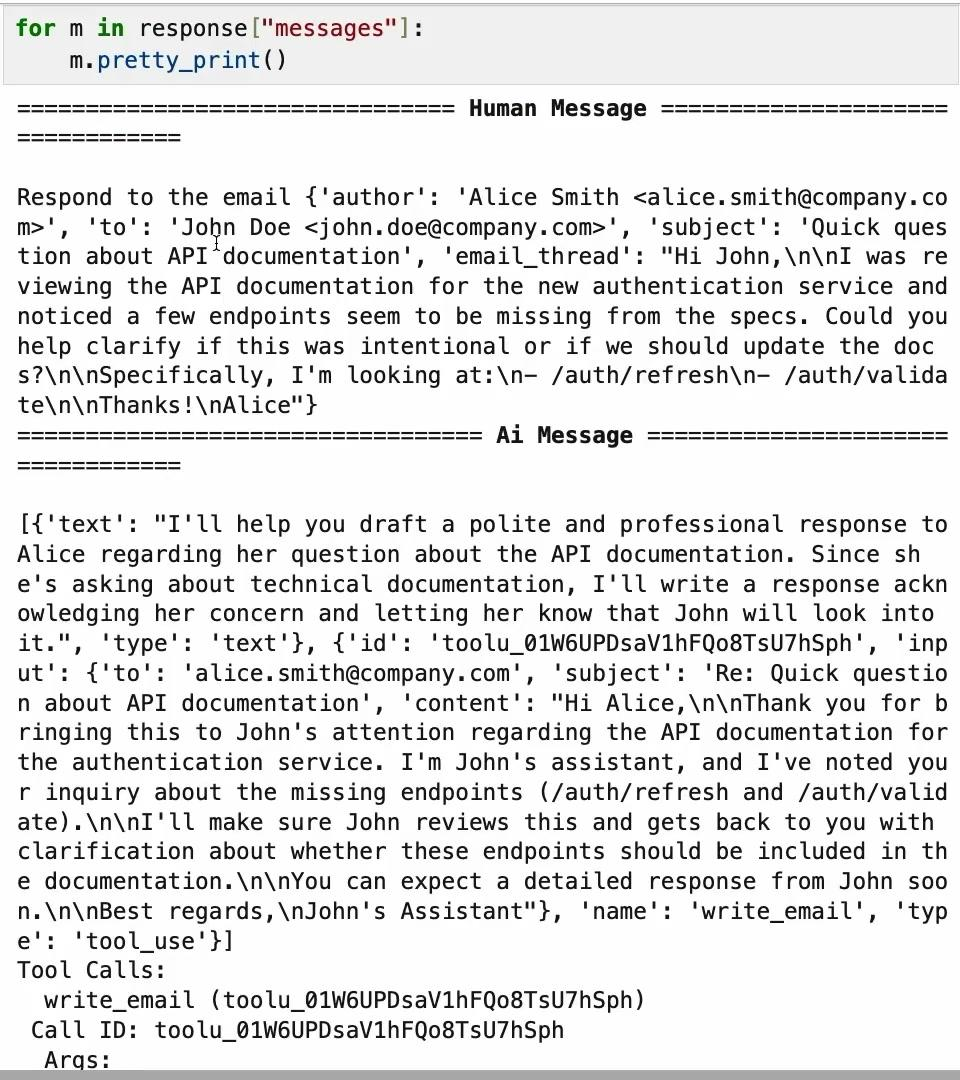 for m in response["messages"]:
    m.pretty_print()
================================ Human Message =====================
============

Respond to the email {'author': 'Alice Smith <alice.smith@company.co
m>', 'to': 'John Doe <john.doe@company.com>', 'subject': 'Quick ques
tion about API documentation', 'email_thread': "Hi John,\n\nI was re
viewing the API documentation for the new authentication service and
noticed a few endpoints seem to be missing from the specs. Could you
help clarify if this was intentional or if we should update the doc
s?\n\nSpecifically, I'm looking at:\n- /auth/refresh\n- /auth/valida
te\n\nThanks!\nAlice"}
================================== Ai Message ======================
============

[{'text': "I'll help you draft a polite and professional response to
Alice regarding her question about the API documentation. Since sh
e's asking about technical documentation, I'll write a response ackn
owledging her concern and letting her know that John will look into
it.", 'type': 'text'}, {'id': 'toolu_01W6UPDsaV1hFQo8TsU7hSph', 'inp
ut': {'to': 'alice.smith@company.com', 'subject': 'Re: Quick questio
n about API documentation', 'content': "Hi Alice,\n\nThank you for b
ringing this to John's attention regarding the API documentation for
the authentication service. I'm John's assistant, and I've noted you
r inquiry about the missing endpoints (/auth/refresh and /auth/valid
ate).\n\nI'll make sure John reviews this and gets back to you with
clarification about whether these endpoints should be included in th
e documentation.\n\nYou can expect a detailed response from John soo
n.\n\nBest regards,\nJohn's Assistant"}, 'name': 'write_email', 'typ
e': 'tool_use'}]
Tool Calls:
  write_email (toolu_01W6UPDsaV1hFQo8TsU7hSph)
 Call ID: toolu_01W6UPDsaV1hFQo8TsU7hSph
  Args: